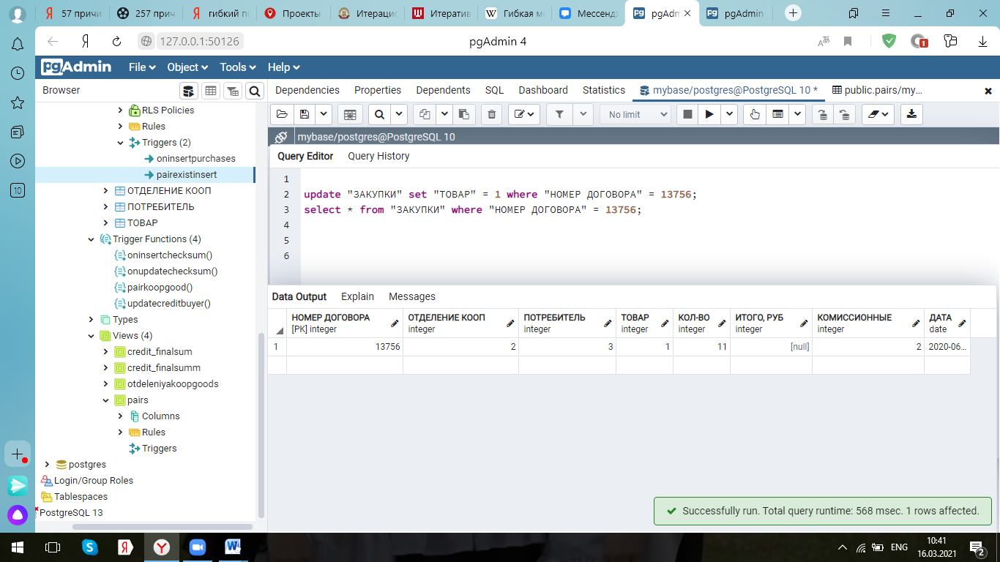 57 причи
257 прич
гибкий по
Проекты
Итерацис
Итератив
Гибкая ме
Мессендж
pgAdm
pgAdmin
127.0.0.1:50126
pgAdmin 4
1
pgAdmin File Object Tools Help
Browser
Dependencies Properties Dependents SQL Dashboard Statistics mybase/postgres@PostgreSQL 10 * public.pairs/my...
RLS Policies
Rules
Triggers (2)
oninsertpurchases
pairexistinsert
ОТДЕЛЕНИЕ КООП
ПОТРЕБИТЕЛЬ
ТОВАР
Trigger Functions (4)
oninsertchecksum()
onupdatechecksum()
pairkoopgood()
updatecreditbuyer()
Types
Views (4)
credit_finalsum
credit_finalsumm
otdeleniyakoopgoods
pairs
Columns
Rules
Triggers
postgres
Login/Group Roles
Tablespaces
PostgreSQL 13
10
No limit
mybase/postgres@PostgreSQL 10
Query Editor Query History
1
2 update "ЗАКУПКИ" set "ТОВАР" = 1 where "НОМЕР ДОГОВОРА" = 13756;
3 select * from "ЗАКУПКИ" where "НОМЕР ДОГОВОРА" = 13756;
4
5
6
Data Output Explain Messages
НОМЕР ДОГОВОРА ОТДЕЛЕНИЕ КООП ПОТРЕБИТЕЛЬ ТОВАР КОЛ-ВО ИТОГО, РУБ КОМИССИОННЫЕ ДАТА
[PK] integer integer integer integer integer integer integer date
1 13756 2 3 1 11 [null] 2 2020-06...
Successfully run. Total query runtime: 568 msec. 1 rows affected.
ENG
10:41
16.03.2021
2